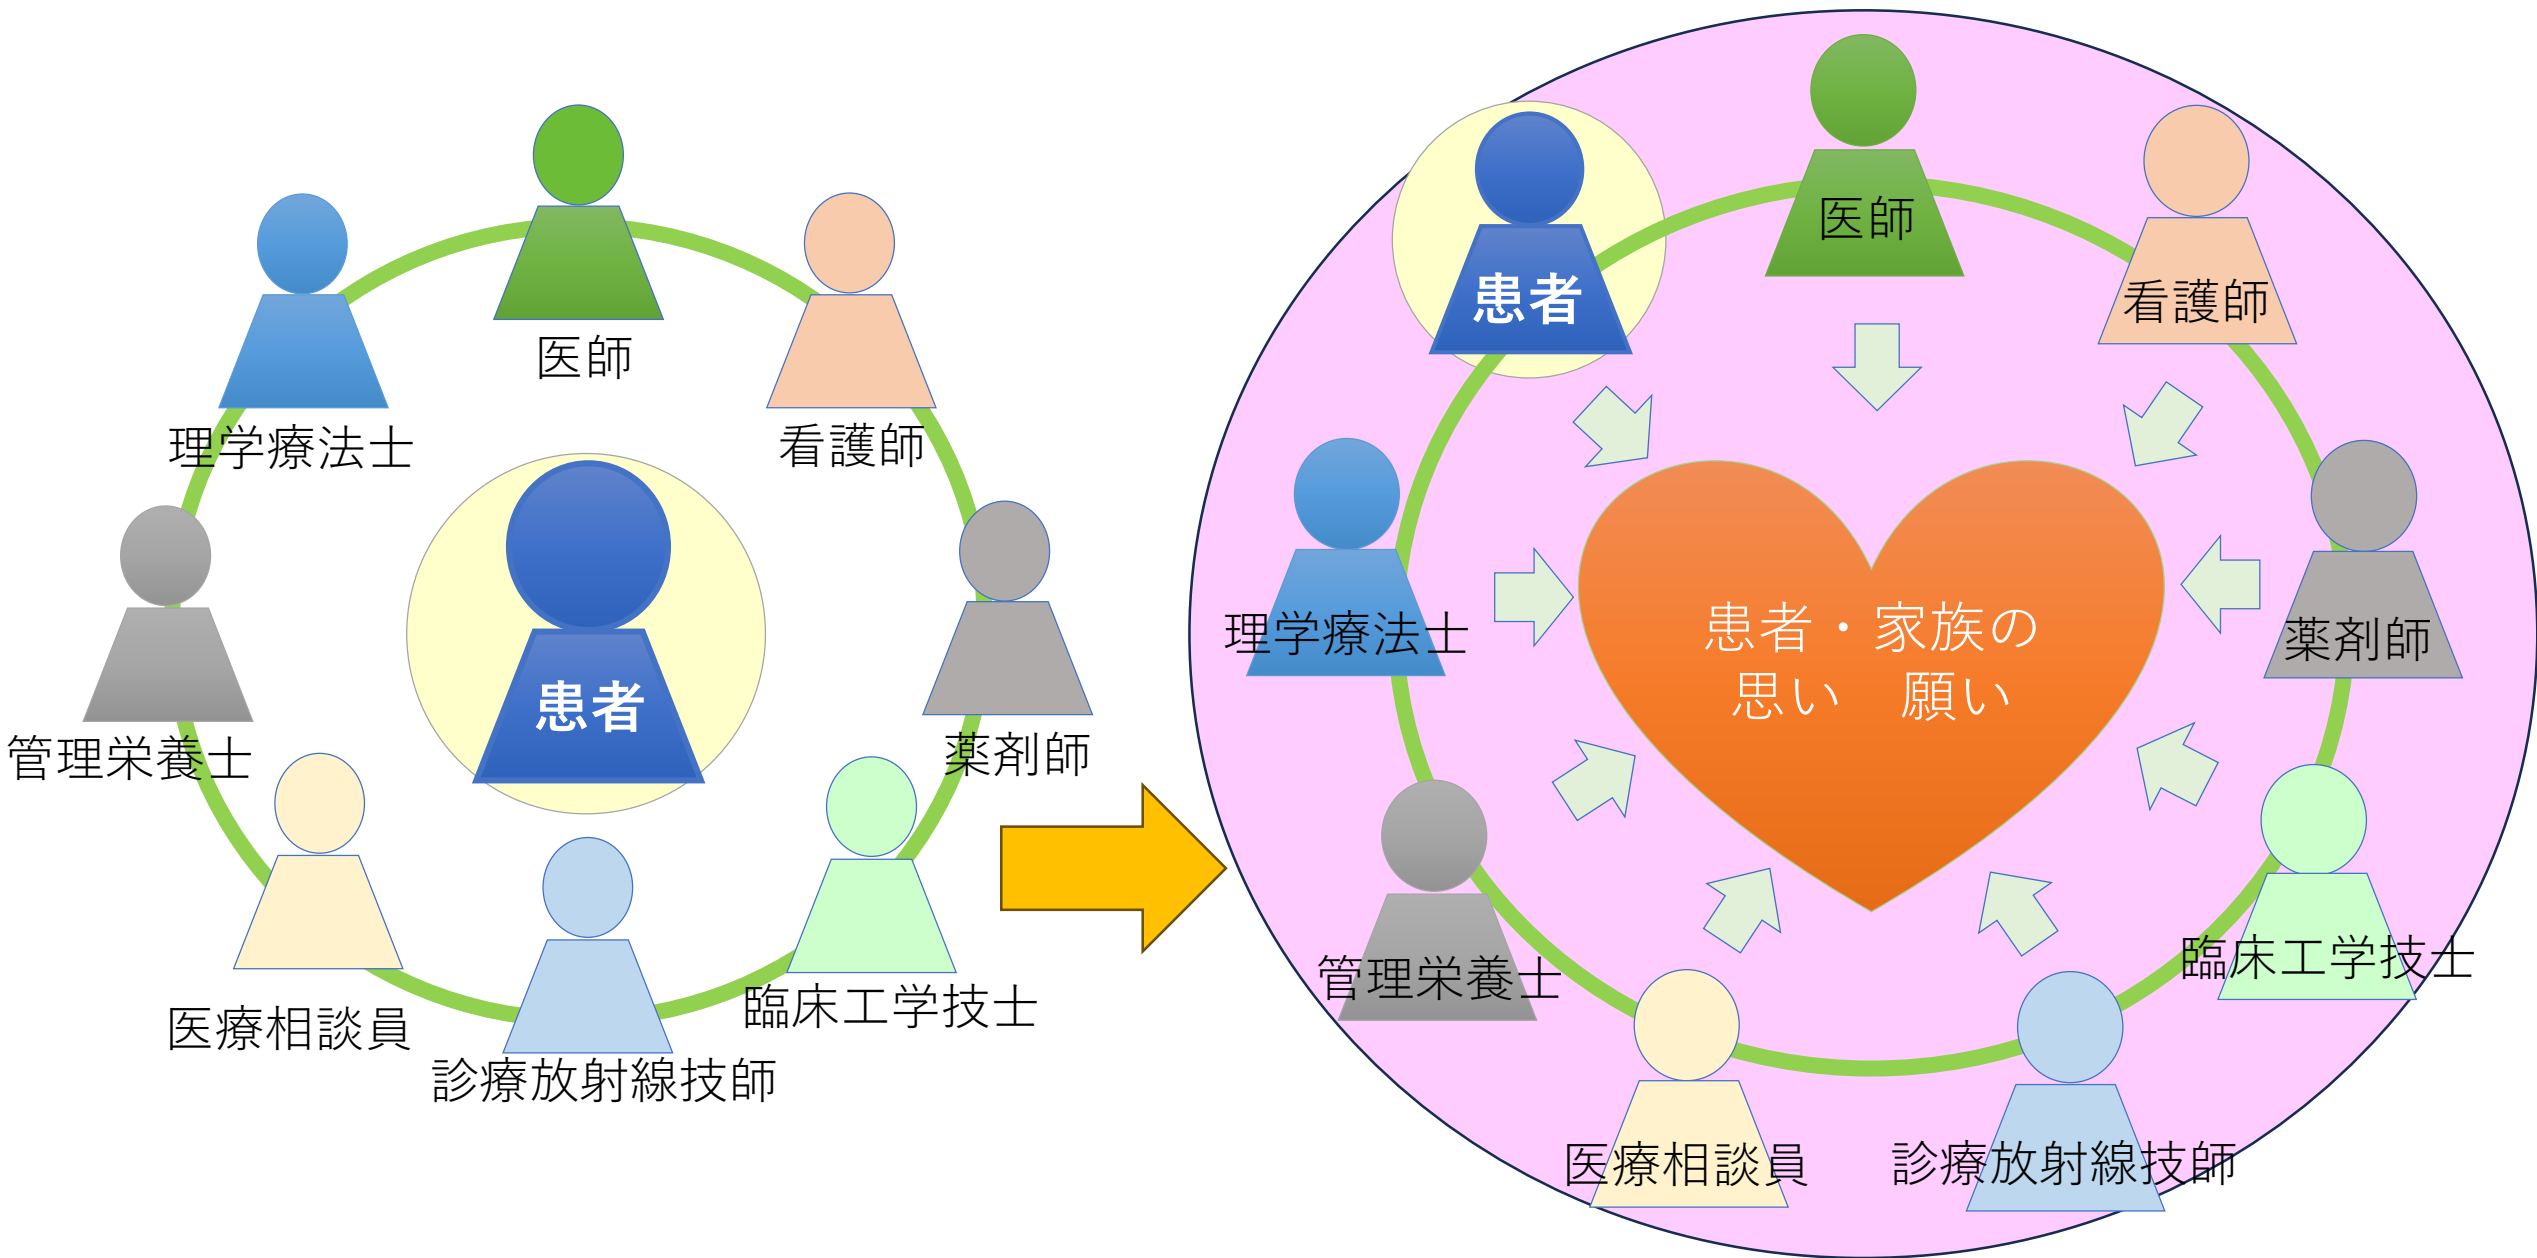 医師
理学療法士
看護師
患者
管理栄養士
薬剤師
医療相談員
臨床工学技士
診療放射線技師
医師
患者
看護師
理学療法士
患者・家族の
思い　願い
薬剤師
管理栄養士
臨床工学技士
医療相談員
診療放射線技師